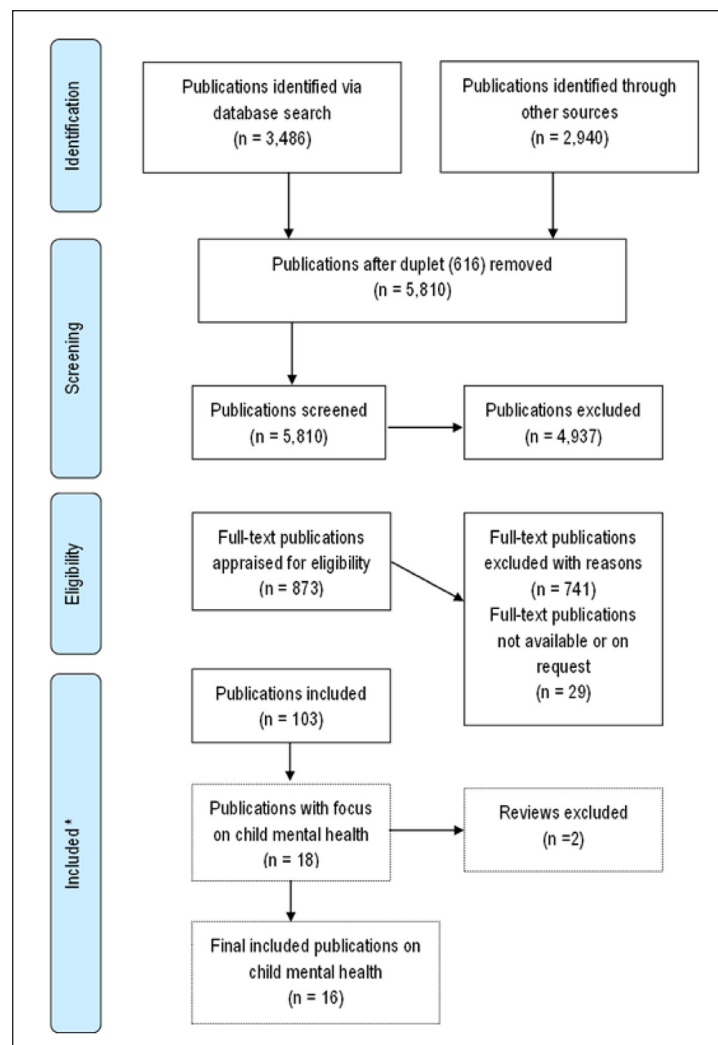 Identification
Publications identified via
database search
(n = 3,486)
Publications identified through
other sources
(n = 2,940)
Screening
Publications after duplet (616) removed
(n = 5,810)
Publications screened
(n = 5,810)
Publications excluded
(n = 4,937)
Eligibility
Full-text publications
appraised for eligibility
(n = 873)
Full-text publications
excluded with reasons
(n = 741)
Full-text publications
not available or on
request
(n = 29)
Included *
Publications included
(n = 103)
Publications with focus
on child mental health
(n = 18)
Reviews excluded
(n =2)
Final included publications on
child mental health
(n = 16)